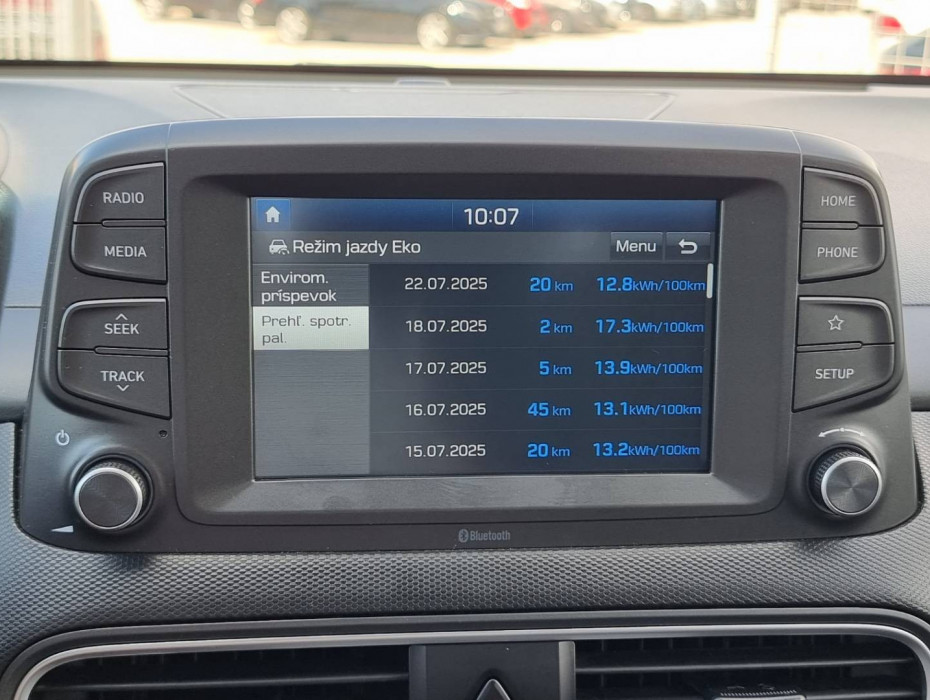 10:07
Režim jazdy Eko
Menu
Envirom.
príspevok
Prehľ. spotr.
pal.
22.07.2025 20 km 12.8kWh/100km
18.07.2025 2 km 17.3kWh/100km
17.07.2025 5 km 13.9kWh/100km
16.07.2025 45 km 13.1kWh/100km
15.07.2025 20 km 13.2kWh/100km
RADIO
MEDIA
SEEK
TRACK
HOME
PHONE
SETUP
Bluetooth